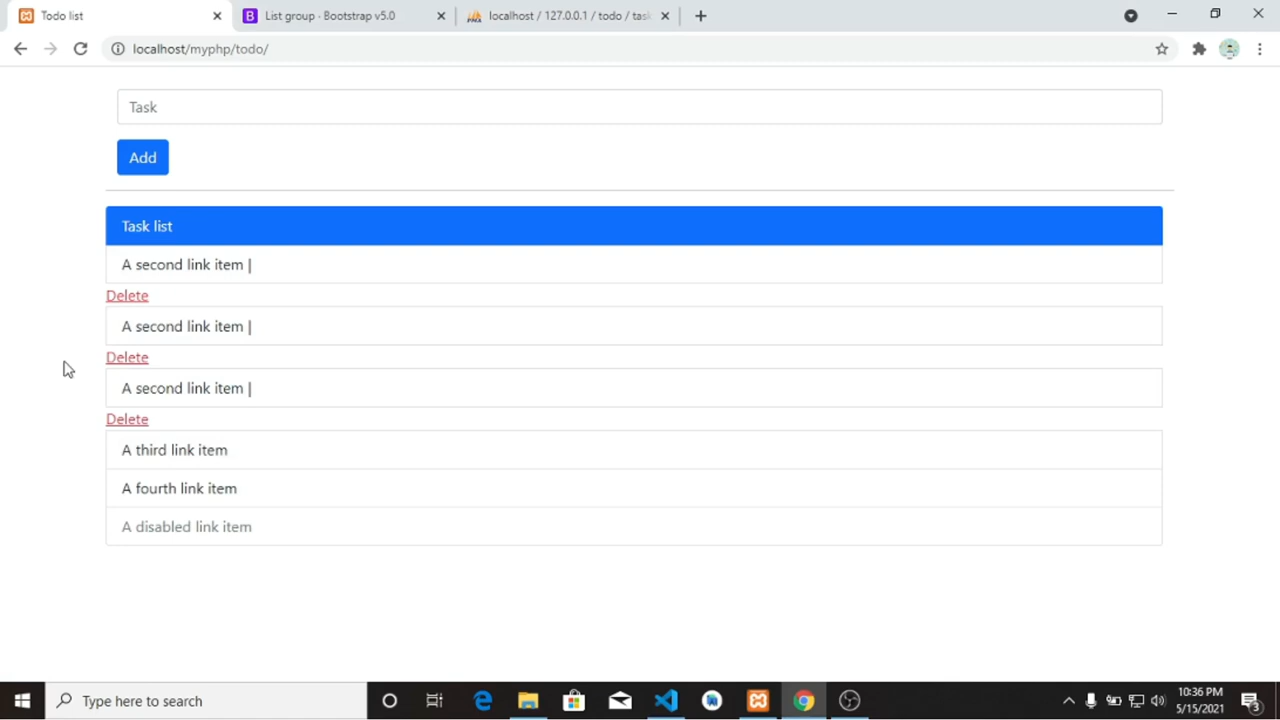 Todo list
List group · Bootstrap v5.0
localhost / 127.0.0.1 / todo / task
localhost/myphp/todo/
Task
Add
Task list
A second link item |
Delete
A second link item |
Delete
A second link item |
Delete
A third link item
A fourth link item
A disabled link item
Type here to search
10:36 PM
5/15/2021
3